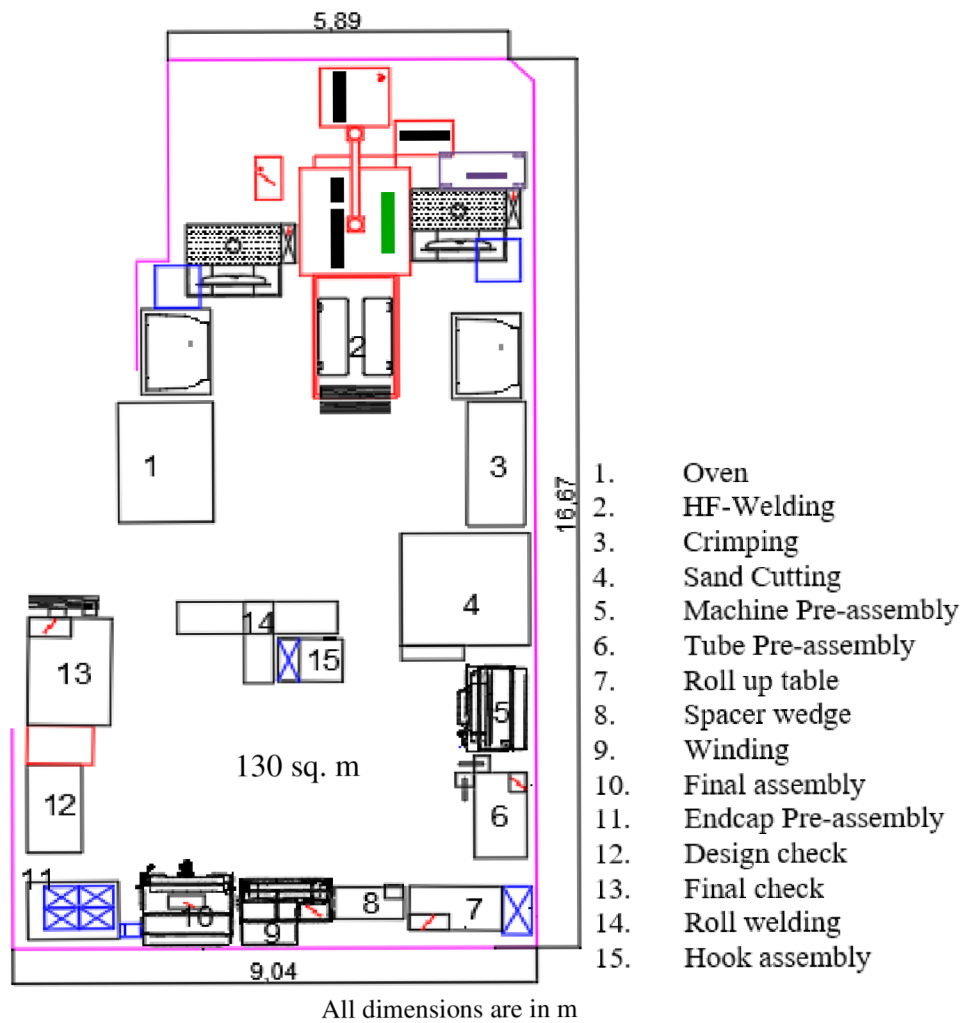 5,89
2
1
3
16,67
4
14
15
13
5
130 sq. m
12
6
11
10
9
8
7
9,04
1. Oven
2. HF-Welding
3. Crimping
4. Sand Cutting
5. Machine Pre-assembly
6. Tube Pre-assembly
7. Roll up table
8. Spacer wedge
9. Winding
10. Final assembly
11. Endcap Pre-assembly
12. Design check
13. Final check
14. Roll welding
15. Hook assembly
All dimensions are in m